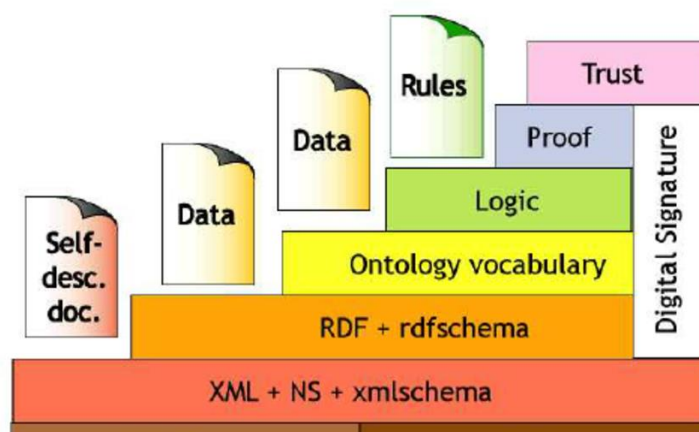 Rules
Trust
Data
Proof
Data
Logic
Self-
desc.
doc.
Ontology vocabulary
Digital Signature
RDF + rdfschema
XML + NS + xmlschema